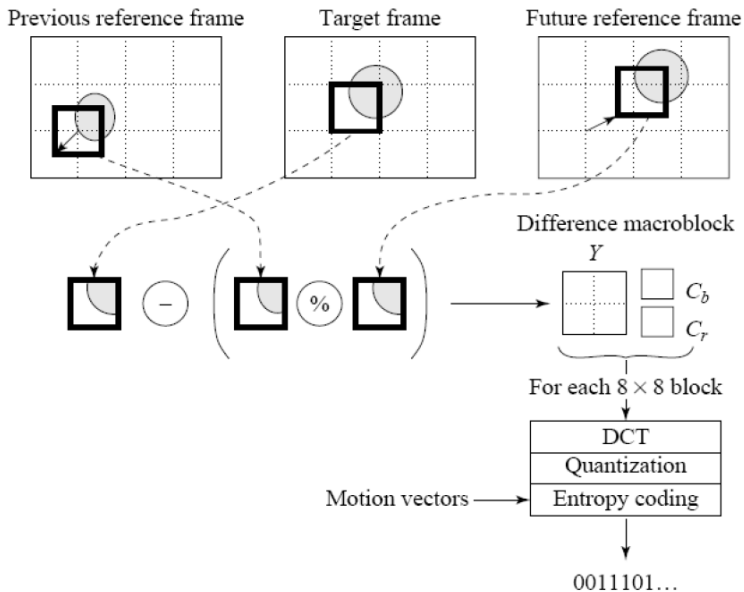 Previous reference frame
Target frame
Future reference frame
Difference macroblock
Y
− %
C_b
C_r
For each 8 × 8 block
DCT
Quantization
Motion vectors
Entropy coding
0011101…